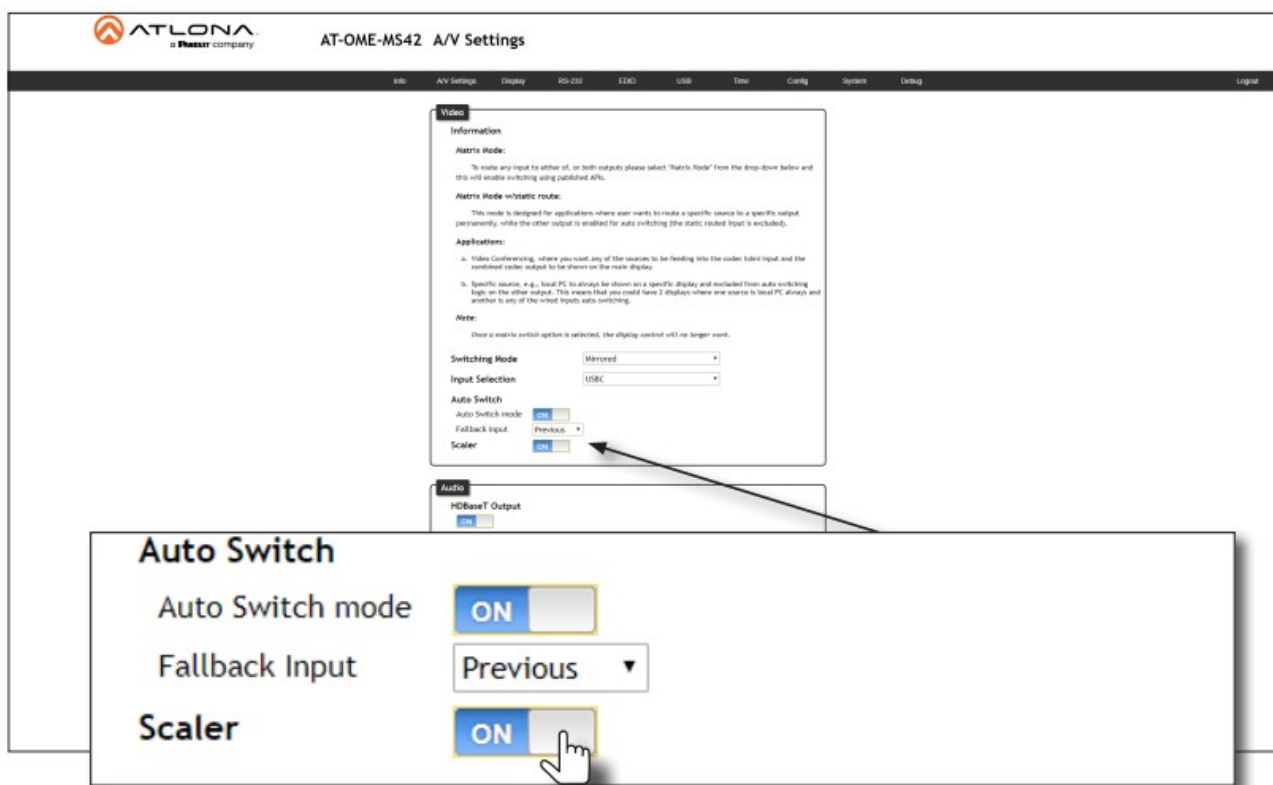 ATLONA.
a PANDUIT company
AT-OME-MS42 A/V Settings
Info A/V Settings Display RS-232 EDID USB Time Config System Debug Logout
Video
Information
Matrix Mode:
To route any input to either of, or both outputs please select "Matrix Mode" from the drop-down below and
this will enable switching using published APIs.
Matrix Mode w/static route:
This mode is designed for applications where user wants to route a specific source to a specific output
permanently, while the other output is enabled for auto switching (the static routed input is excluded).
Applications:
a. Video Conferencing, where you want any of the sources to be feeding into the codec hdmi input and the
combined codec output to be shown on the main display.
b. Specific source, e.g., local PC to always be shown on a specific display and excluded from auto switching
logic on the other output. This means that you could have 2 displays where one source is local PC always and
another is any of the wired inputs auto-switching.
Note:
Once a matrix switch option is selected, the display control will no longer work.
Switching Mode Mirrored
Input Selection USBC
Auto Switch
Auto Switch mode ON
Fallback Input Previous
Scaler ON
Audio
HDBaseT Output
ON
Auto Switch
Auto Switch mode ON
Fallback Input Previous
Scaler ON